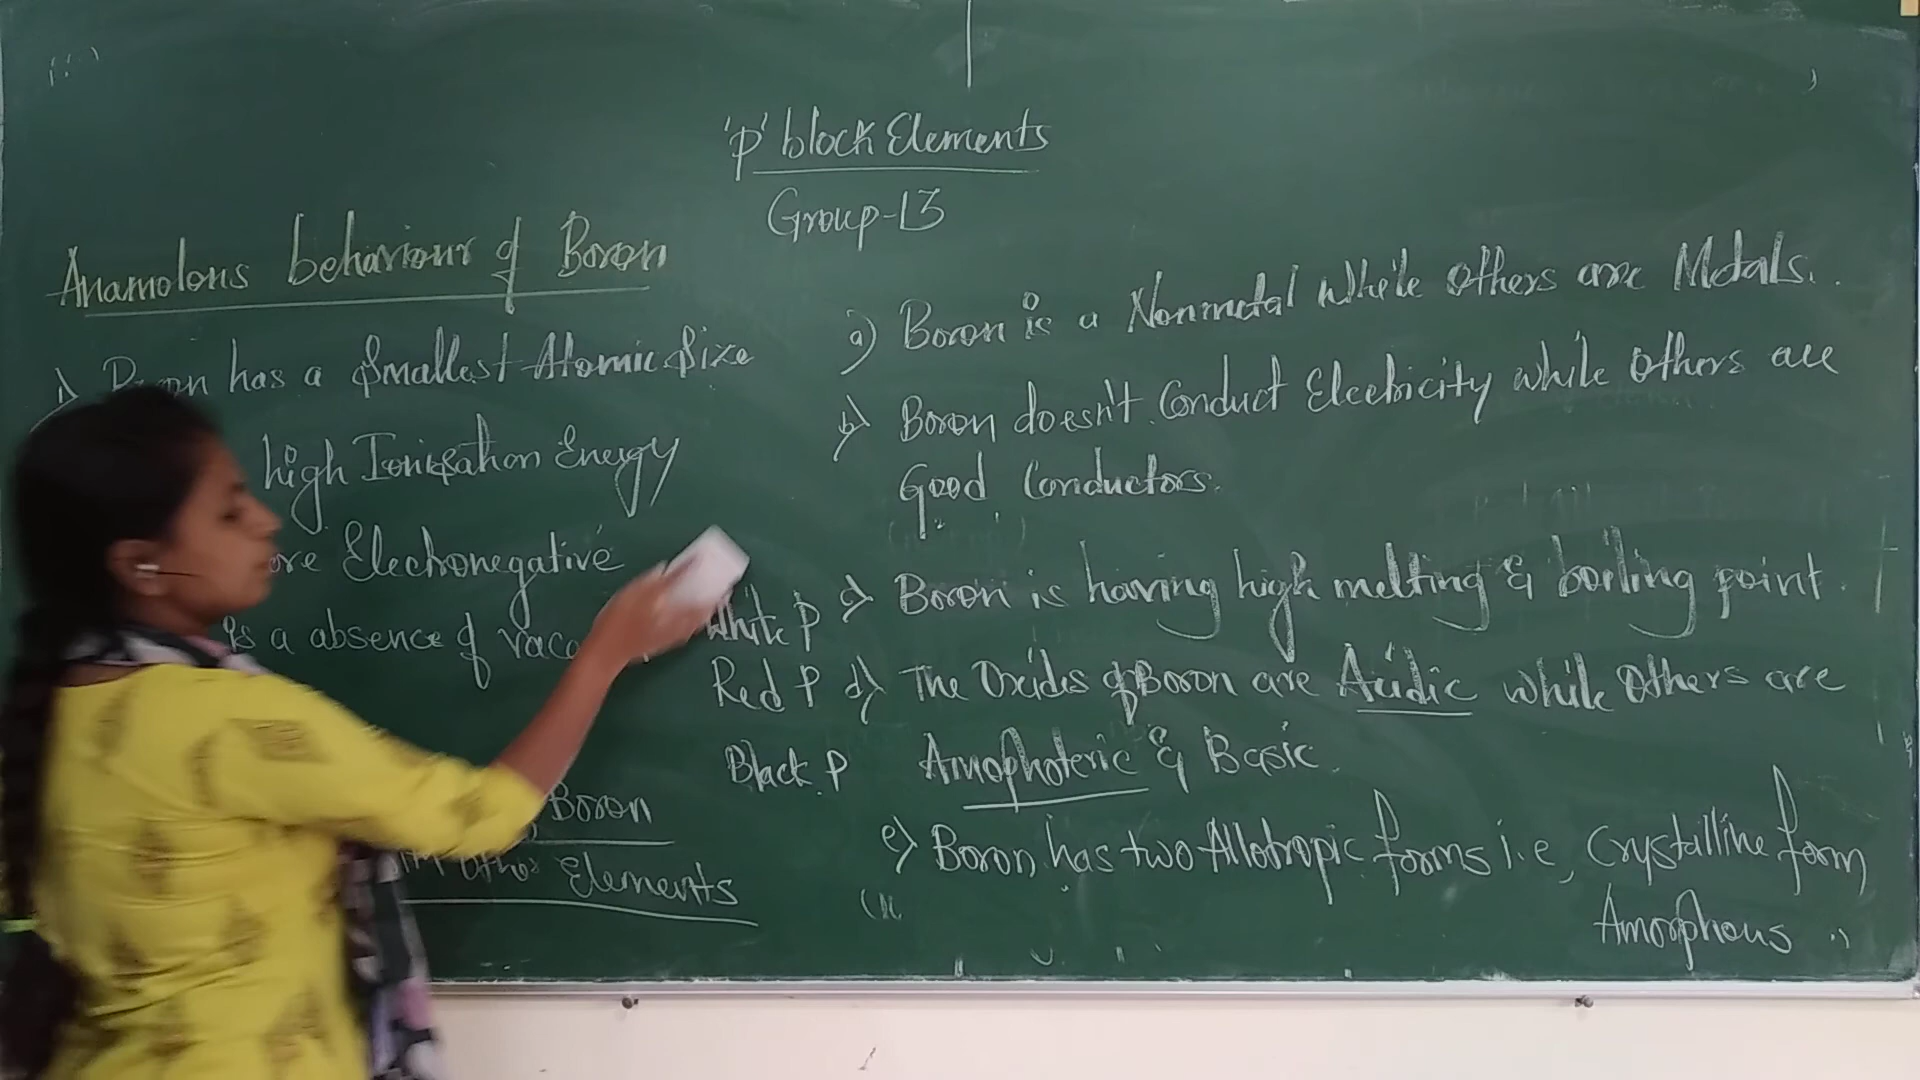 'p' block Elements
Group-13
Anamolous behaviour of Boron
1) Boron has a Smallest Atomic Size
high Ionisation Energy
Electronegative
is a absence of
Boron
other Elements
White P
Red P
Black P
a) Boron is a Nonmetal while others are Metals.
b) Boron doesn't Conduct Electricity while others are
Good Conductors.
c) Boron is having high melting & boiling point.
d) The Oxides of Boron are Acidic while others are
Amophoteric & Basic.
e) Boron has two Allotropic forms i.e, Crystalline form,
Amorphous